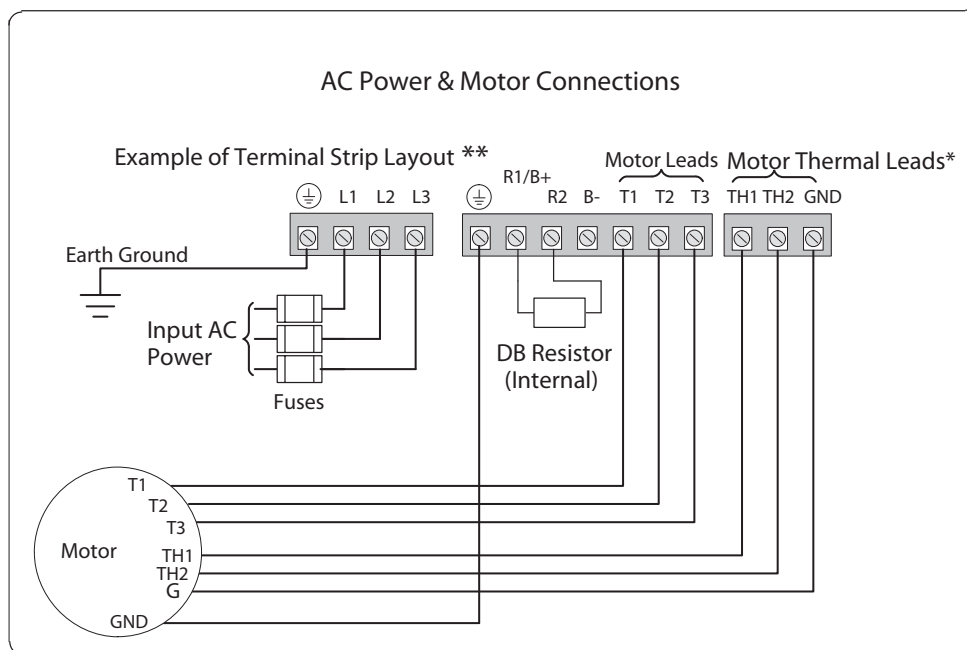 AC Power & Motor Connections
Example of Terminal Strip Layout **
Motor Leads
Motor Thermal Leads*
R1/B+
L1 L2 L3
R2 B- T1 T2 T3
TH1 TH2 GND
Earth Ground
Input AC
Power
Fuses
DB Resistor
(Internal)
T1
T2
T3
Motor
TH1
TH2
G
GND